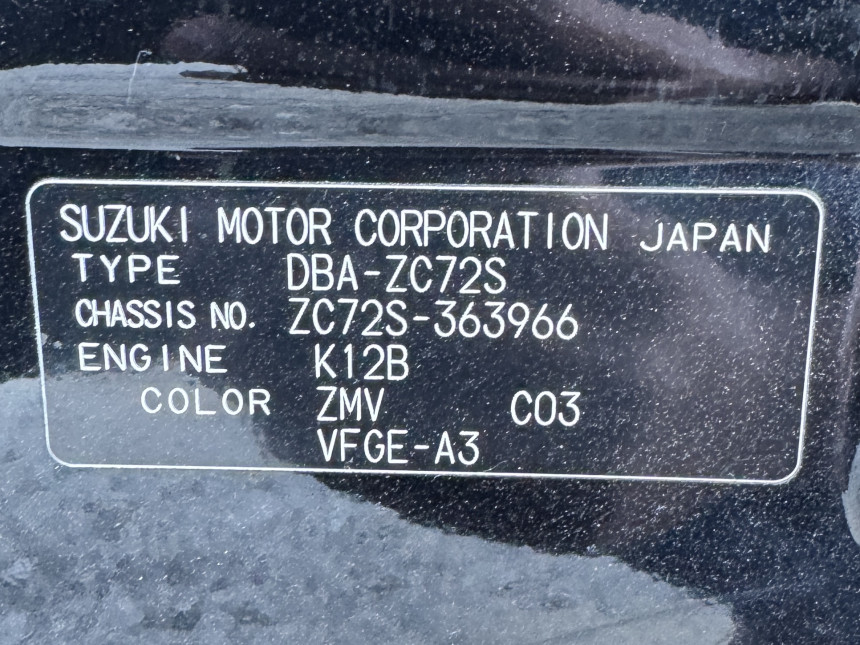 SUZUKI MOTOR CORPORATION JAPAN
TYPE DBA-ZC72S
CHASSIS NO. ZC72S-363966
ENGINE K12B
COLOR ZMV C03
VFGE-A3